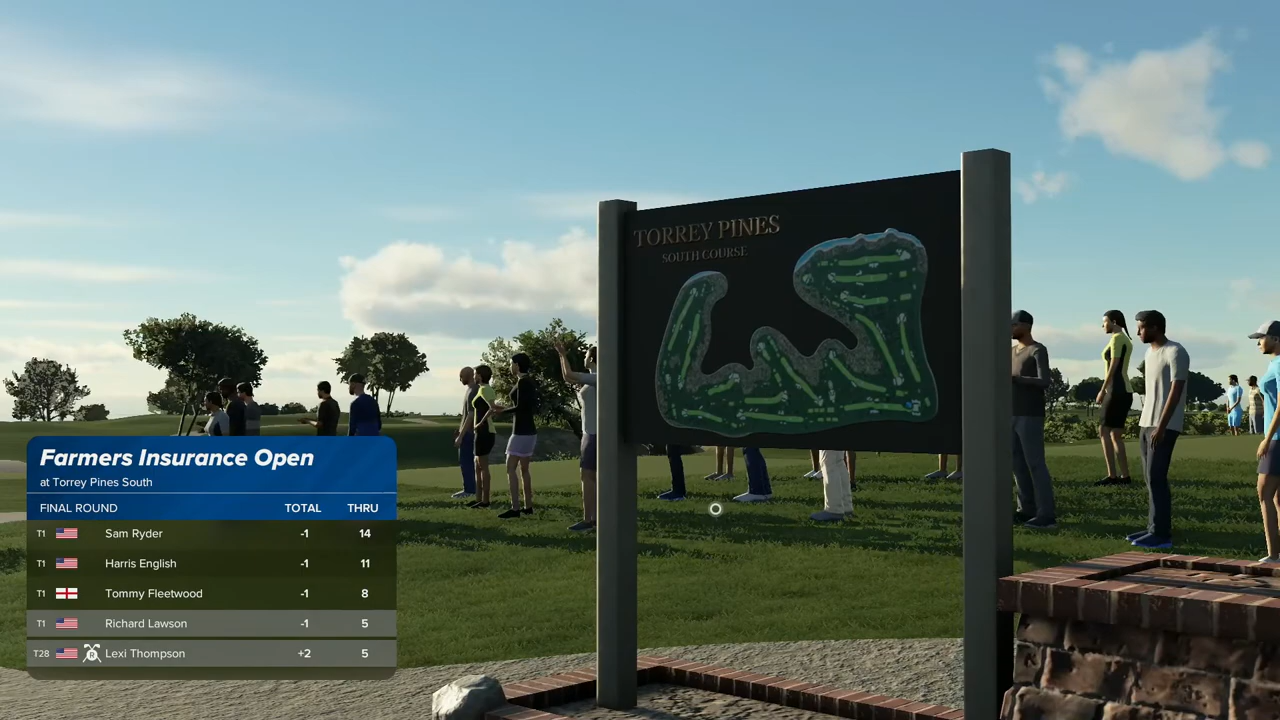 TORREY PINES
SOUTH COURSE
Farmers Insurance Open
at Torrey Pines South
FINAL ROUND TOTAL THRU
T1 Sam Ryder -1 14
T1 Harris English -1 11
T1 Tommy Fleetwood -1 8
T1 Richard Lawson -1 5
T28 R Lexi Thompson +2 5